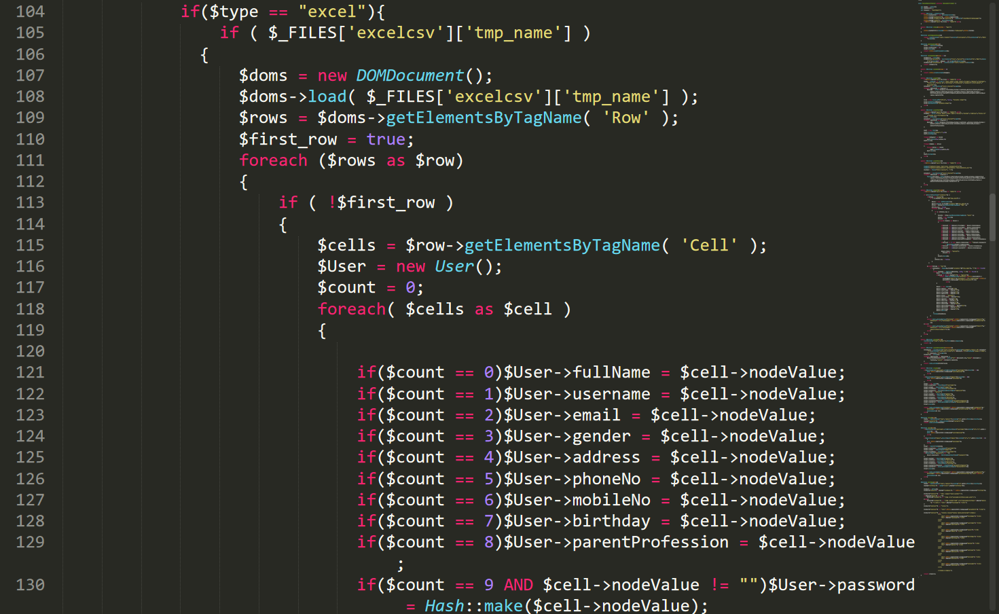 104 if($type == "excel"){
105 if ( $_FILES['excelcsv']['tmp_name'] )
106 {
107 $doms = new DOMDocument();
108 $doms->load( $_FILES['excelcsv']['tmp_name'] );
109 $rows = $doms->getElementsByTagName( 'Row' );
110 $first_row = true;
111 foreach ($rows as $row)
112 {
113 if ( !$first_row )
114 {
115 $cells = $row->getElementsByTagName( 'Cell' );
116 $User = new User();
117 $count = 0;
118 foreach( $cells as $cell )
119 {
120
121 if($count == 0)$User->fullName = $cell->nodeValue;
122 if($count == 1)$User->username = $cell->nodeValue;
123 if($count == 2)$User->email = $cell->nodeValue;
124 if($count == 3)$User->gender = $cell->nodeValue;
125 if($count == 4)$User->address = $cell->nodeValue;
126 if($count == 5)$User->phoneNo = $cell->nodeValue;
127 if($count == 6)$User->mobileNo = $cell->nodeValue;
128 if($count == 7)$User->birthday = $cell->nodeValue;
129 if($count == 8)$User->parentProfession = $cell->nodeValue
;
130 if($count == 9 AND $cell->nodeValue != "")$User->password
= Hash::make($cell->nodeValue);